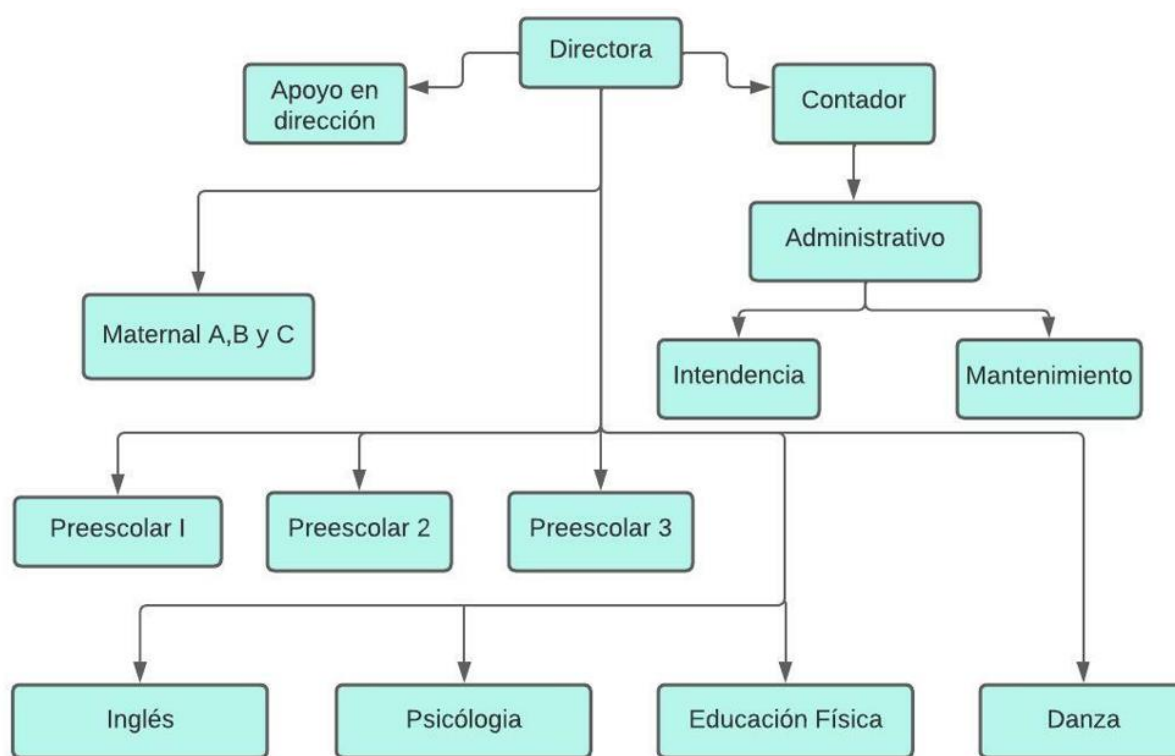 Directora
Apoyo en
dirección
Contador
Administrativo
Maternal A,B y C
Intendencia
Mantenimiento
Preescolar I
Preescolar 2
Preescolar 3
Inglés
Psicólogia
Educación Física
Danza